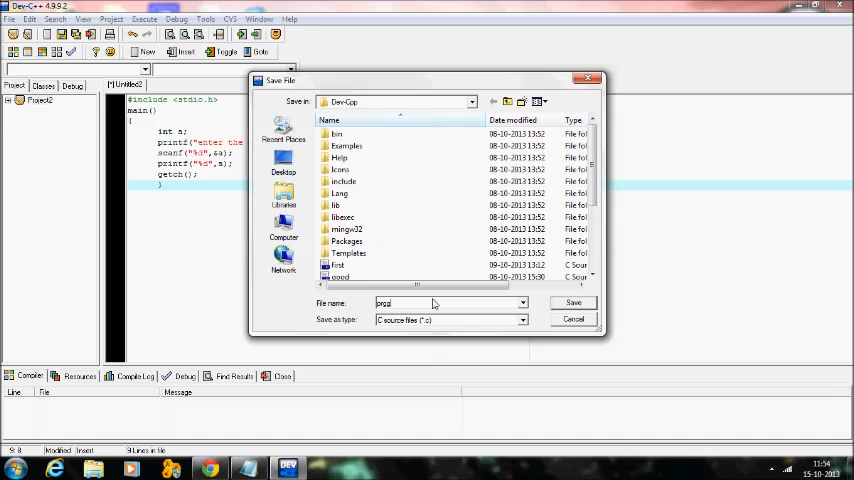 Dev-C++ 4.9.9.2
File Edit Search View Project Execute Debug Tools CVS Window Help
New Insert Toggle Goto
Project Classes Debug [*] Untitled2
Project2
#include <stdio.h>
main()
{
int a;
printf("enter the
scanf("%d",&a);
printf("%d",a);
getch();
}
Save File
Save in: Dev-Cpp
Recent Places
Desktop
Libraries
Computer
Network
Name Date modified Type
bin 08-10-2013 13:52 File fol
Examples 08-10-2013 13:52 File fol
Help 08-10-2013 13:52 File fol
Icons 08-10-2013 13:52 File fol
include 08-10-2013 13:52 File fol
Lang 08-10-2013 13:52 File fol
lib 08-10-2013 13:52 File fol
libexec 08-10-2013 13:52 File fol
mingw32 08-10-2013 13:52 File fol
Packages 08-10-2013 13:52 File fol
Templates 08-10-2013 13:52 File fol
first 09-10-2013 13:12 C Sour
good 08-10-2013 15:30 C Sour
File name: prgg Save
Save as type: C source files (*.c) Cancel
Compiler Resources Compile Log Debug Find Results Close
Line File Message
9: 8 Modified Insert 9 Lines in file
DEV
11:54
15-10-2013